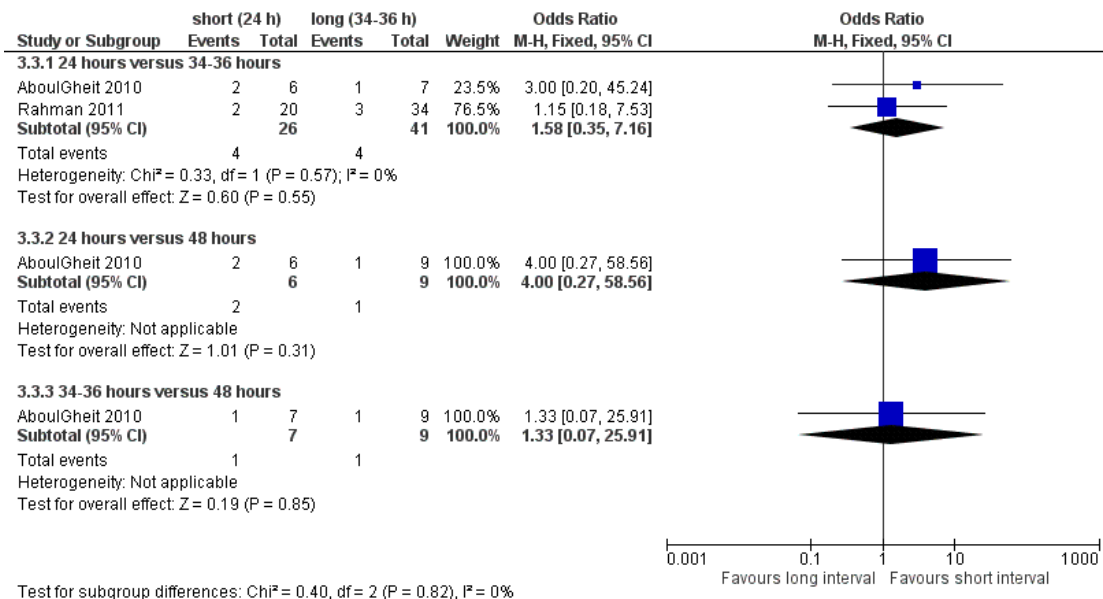 short (24 h) long (34-36 h) Odds Ratio Odds Ratio
Study or Subgroup Events Total Events Total Weight M-H, Fixed, 95% CI M-H, Fixed, 95% CI
3.3.1 24 hours versus 34-36 hours
AboulGheit 2010 2 6 1 7 23.5% 3.00 [0.20, 45.24]
Rahman 2011 2 20 3 34 76.5% 1.15 [0.18, 7.53]
Subtotal (95% CI) 26 41 100.0% 1.58 [0.35, 7.16]
Total events 4 4
Heterogeneity: Chi² = 0.33, df = 1 (P = 0.57); I² = 0%
Test for overall effect: Z = 0.60 (P = 0.55)
3.3.2 24 hours versus 48 hours
AboulGheit 2010 2 6 1 9 100.0% 4.00 [0.27, 58.56]
Subtotal (95% CI) 6 9 100.0% 4.00 [0.27, 58.56]
Total events 2 1
Heterogeneity: Not applicable
Test for overall effect: Z = 1.01 (P = 0.31)
3.3.3 34-36 hours versus 48 hours
AboulGheit 2010 1 7 1 9 100.0% 1.33 [0.07, 25.91]
Subtotal (95% CI) 7 9 100.0% 1.33 [0.07, 25.91]
Total events 1 1
Heterogeneity: Not applicable
Test for overall effect: Z = 0.19 (P = 0.85)
0.001 0.1 1 10 1000
Favours long interval Favours short interval
Test for subgroup differences: Chi² = 0.40, df = 2 (P = 0.82), I² = 0%